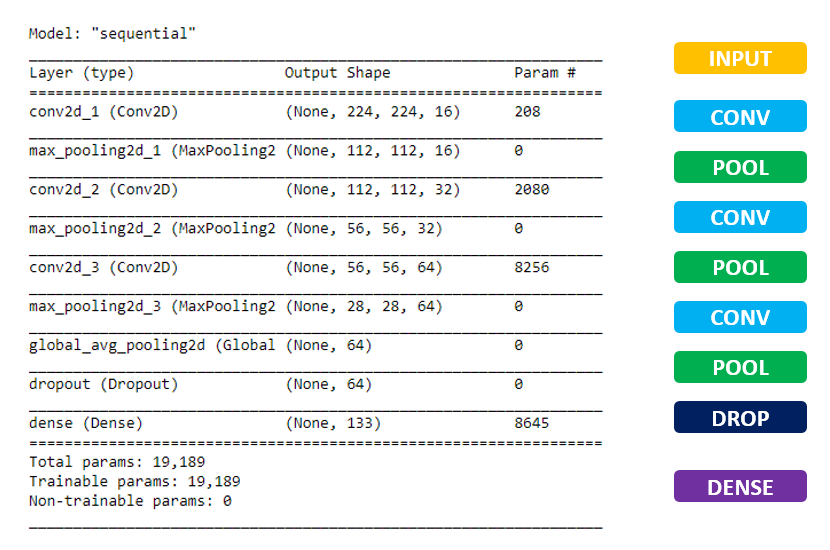 Model: "sequential"
Layer (type) Output Shape Param #
conv2d_1 (Conv2D) (None, 224, 224, 16) 208
max_pooling2d_1 (MaxPooling2 (None, 112, 112, 16) 0
conv2d_2 (Conv2D) (None, 112, 112, 32) 2080
max_pooling2d_2 (MaxPooling2 (None, 56, 56, 32) 0
conv2d_3 (Conv2D) (None, 56, 56, 64) 8256
max_pooling2d_3 (MaxPooling2 (None, 28, 28, 64) 0
global_avg_pooling2d (Global (None, 64) 0
dropout (Dropout) (None, 64) 0
dense (Dense) (None, 133) 8645
Total params: 19,189
Trainable params: 19,189
Non-trainable params: 0
INPUT
CONV
POOL
CONV
POOL
CONV
POOL
DROP
DENSE